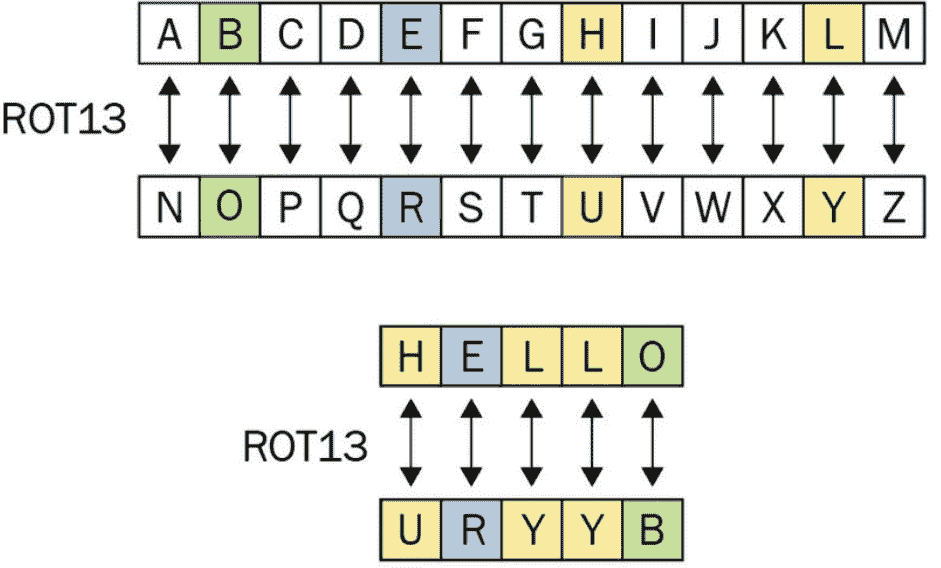 A B C D E F G H I J K L M
ROT13
N O P Q R S T U V W X Y Z
H E L L O
ROT13
U R Y Y B